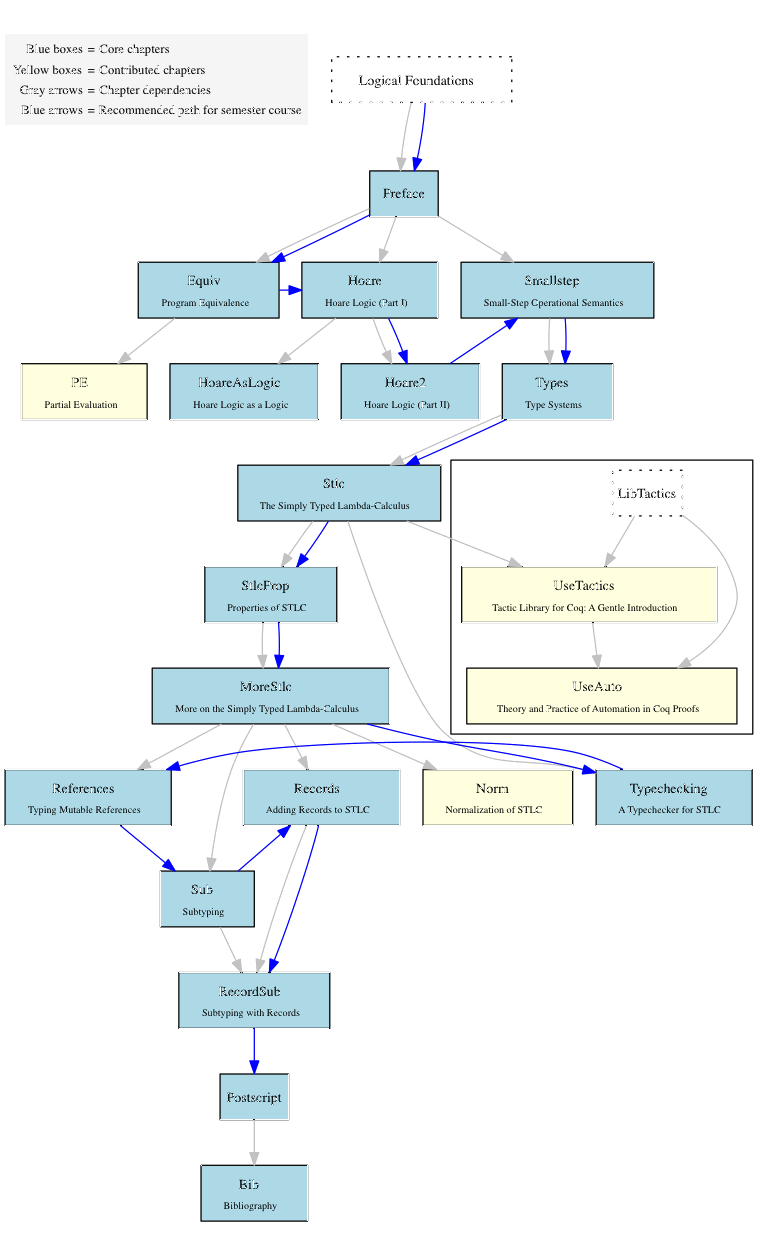 Blue boxes = Core chapters
Yellow boxes = Contributed chapters
Gray arrows = Chapter dependencies
Blue arrows = Recommended path for semester course
Logical Foundations
Preface
Equiv
Program Equivalence
Hoare
Hoare Logic (Part I)
Smallstep
Small-Step Operational Semantics
PE
Partial Evaluation
HoareAsLogic
Hoare Logic as a Logic
Hoare2
Hoare Logic (Part II)
Types
Type Systems
Stlc
The Simply Typed Lambda-Calculus
LibTactics
StlcProp
Properties of STLC
UseTactics
Tactic Library for Coq: A Gentle Introduction
MoreStlc
More on the Simply Typed Lambda-Calculus
UseAuto
Theory and Practice of Automation in Coq Proofs
References
Typing Mutable References
Records
Adding Records to STLC
Norm
Normalization of STLC
Typechecking
A Typechecker for STLC
Sub
Subtyping
RecordSub
Subtyping with Records
Postscript
Bib
Bibliography